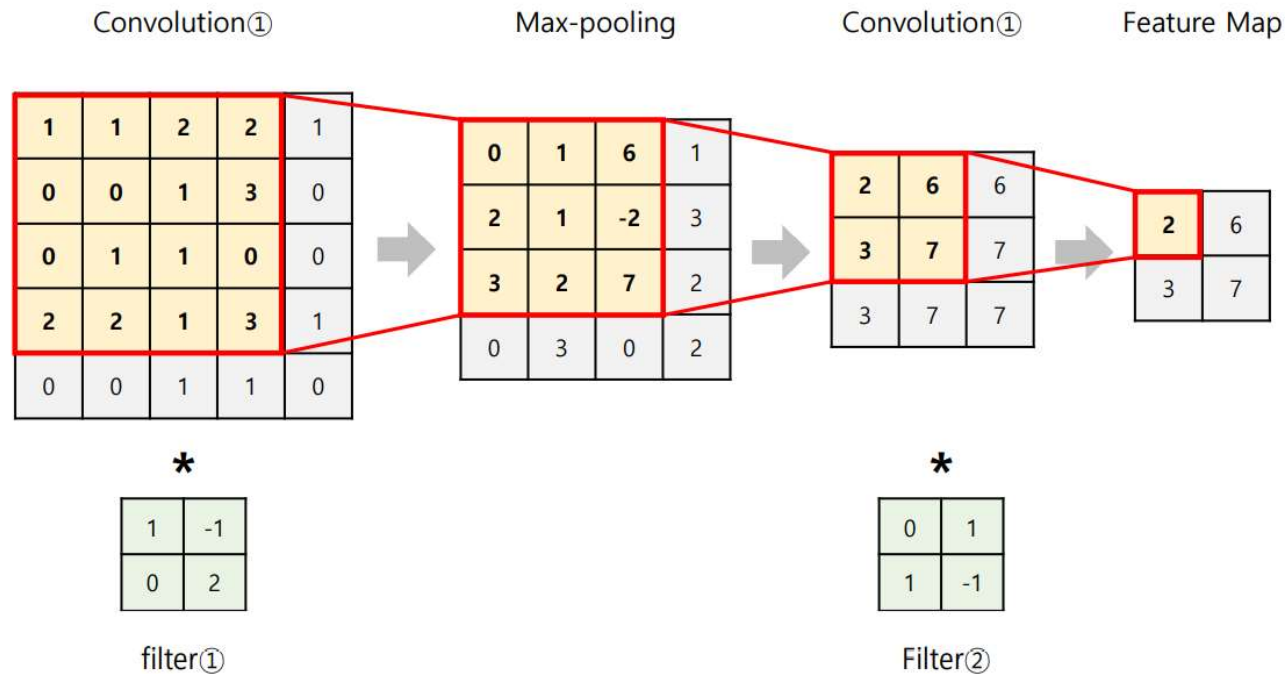 Convolution① Max-pooling Convolution① Feature Map
1 1 2 2 1
0 0 1 3 0
0 1 1 0 0
2 2 1 3 1
0 0 1 1 0
0 1 6 1
2 1 -2 3
3 2 7 2
0 3 0 2
2 6 6
3 7 7
3 7 7
2 6
3 7
* *
1 -1
0 2
filter①
0 1
1 -1
Filter②